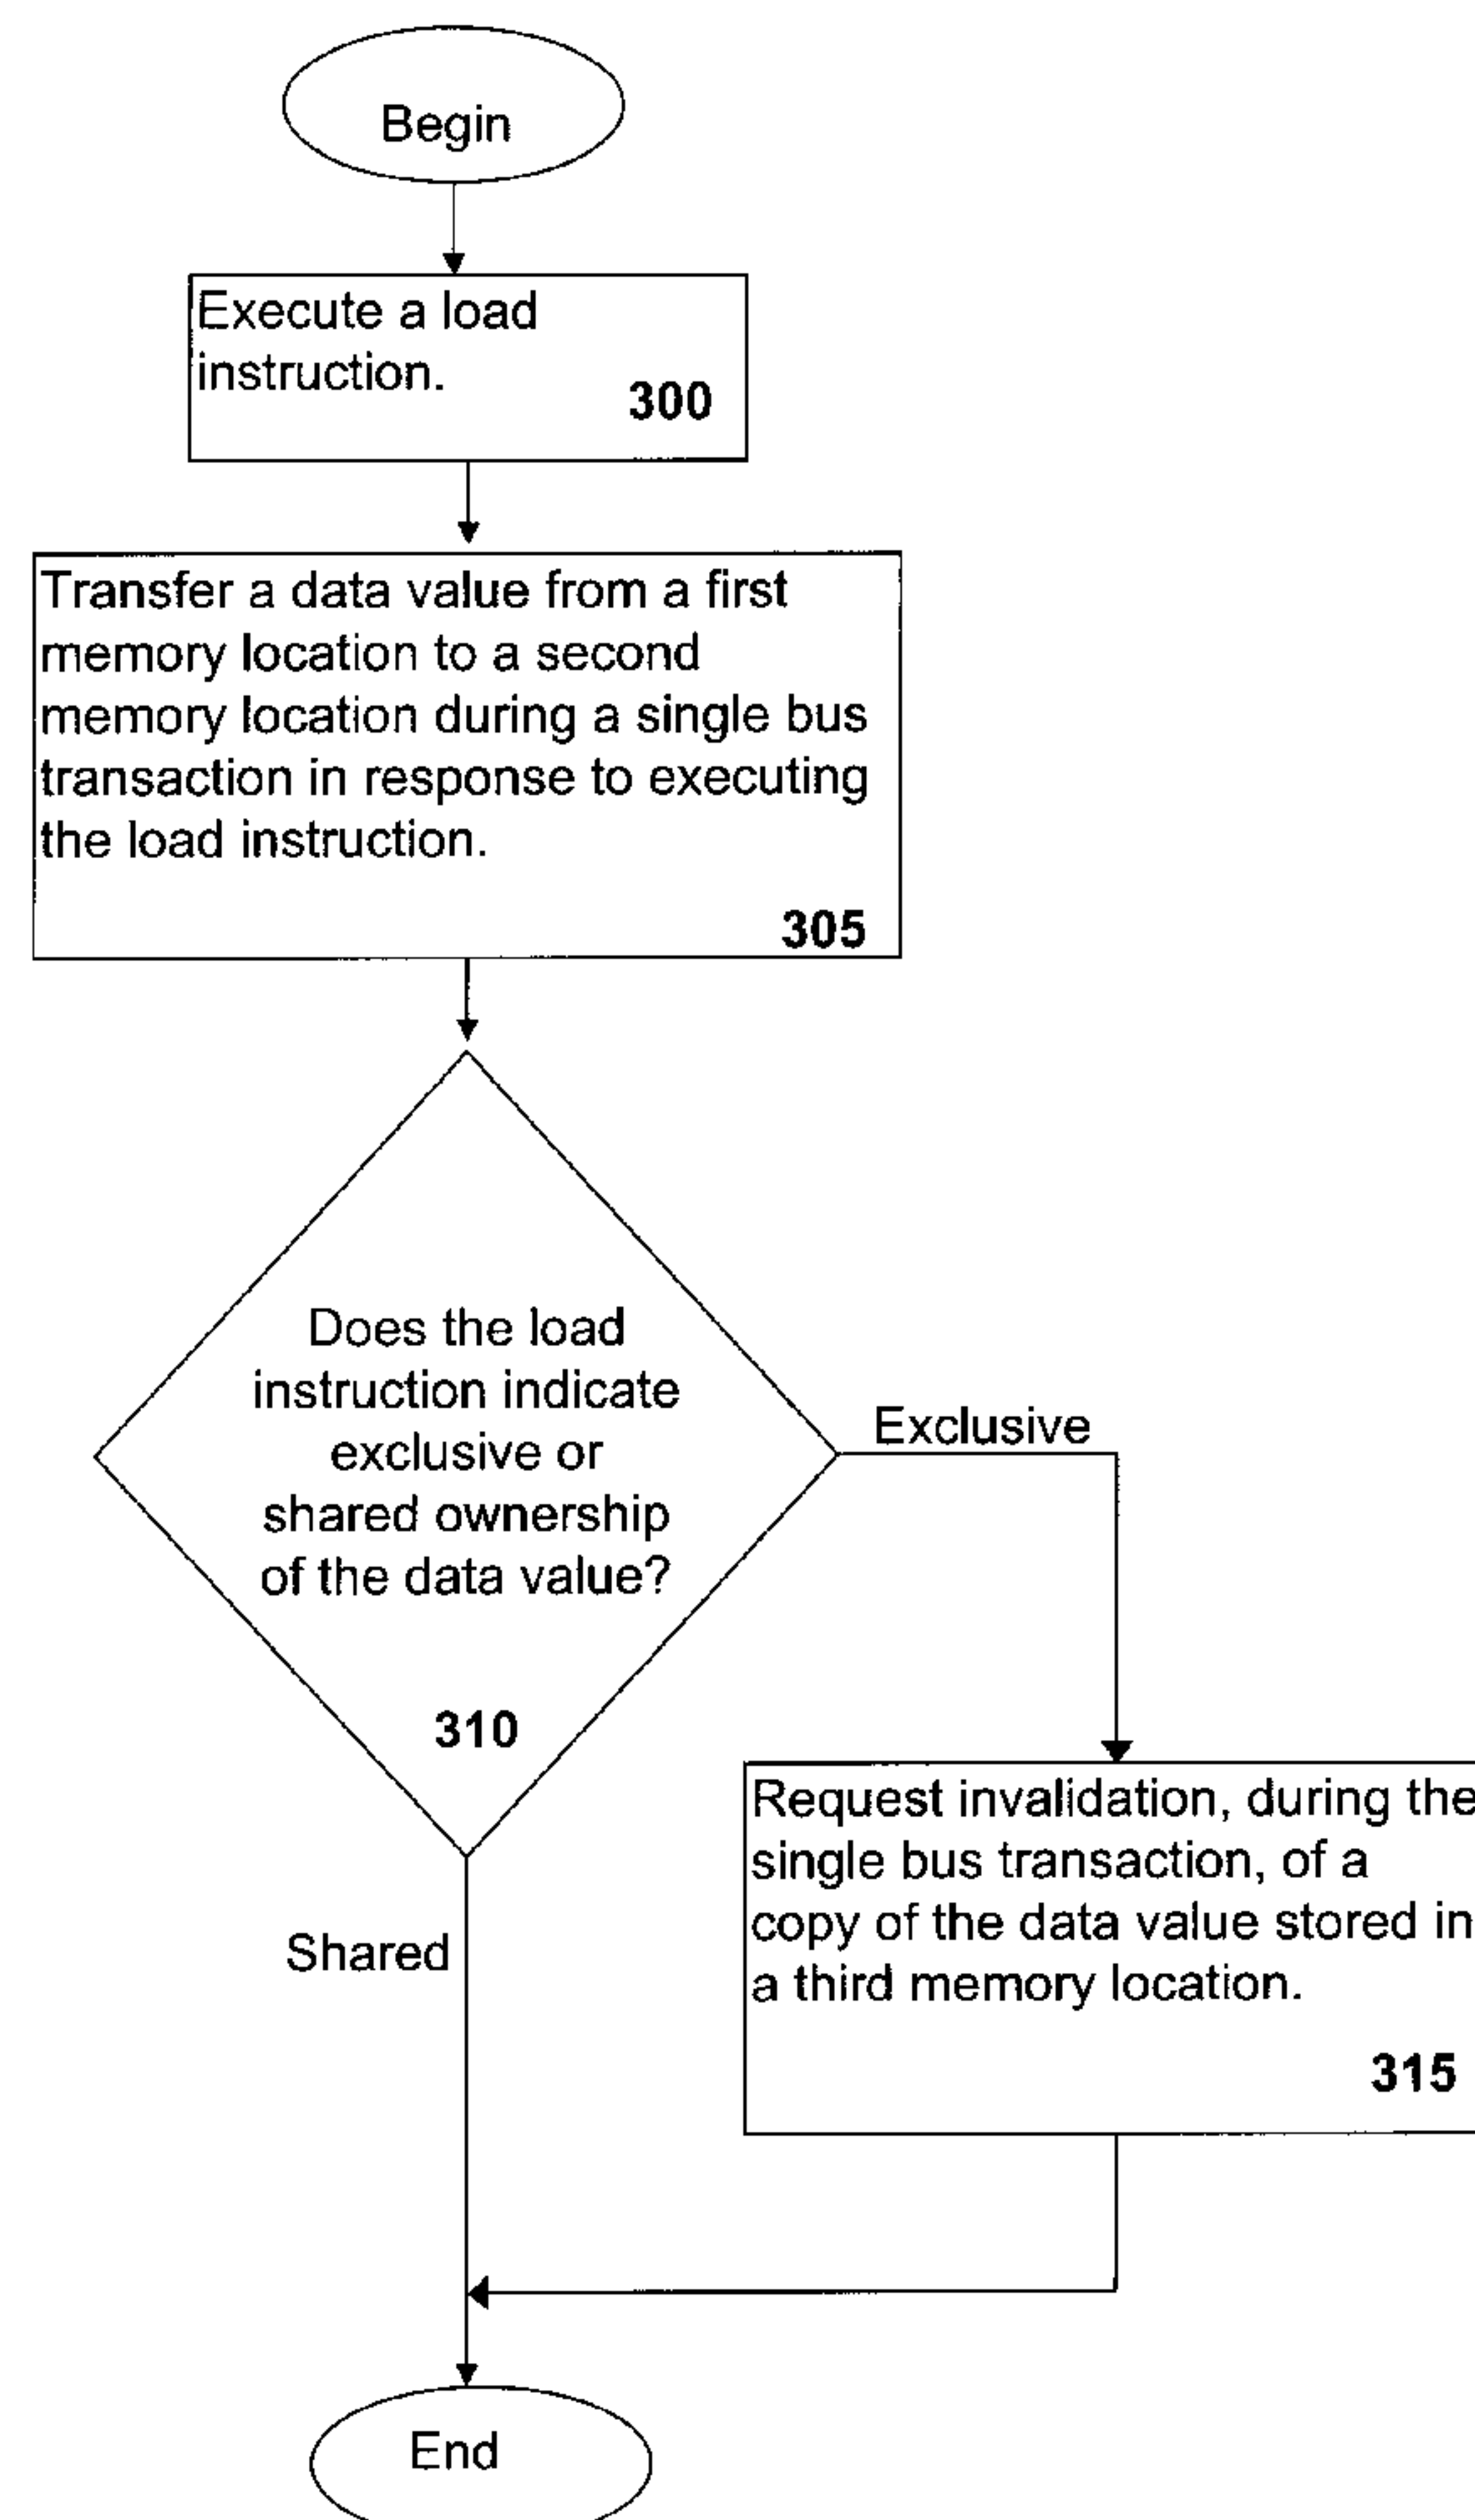 Begin
Execute a load
instruction.
300
Transfer a data value from a first
memory location to a second
memory location during a single bus
transaction in response to executing
the load instruction.
305
Does the load
instruction indicate
exclusive or
shared ownership
of the data value?
310
Exclusive
Request invalidation, during the
single bus transaction, of a
copy of the data value stored in
a third memory location.
315
Shared
End